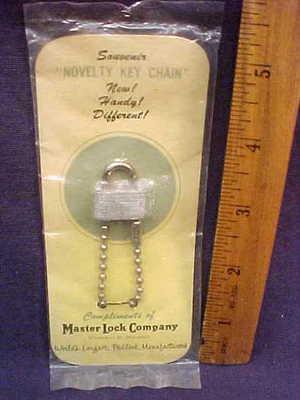 Souvenir
"NOVELTY KEY CHAIN"
New!
Handy!
Different!
Compliments of
Master Lock Company
World's Largest Padlock Manufacturers
5
4
3
2
1